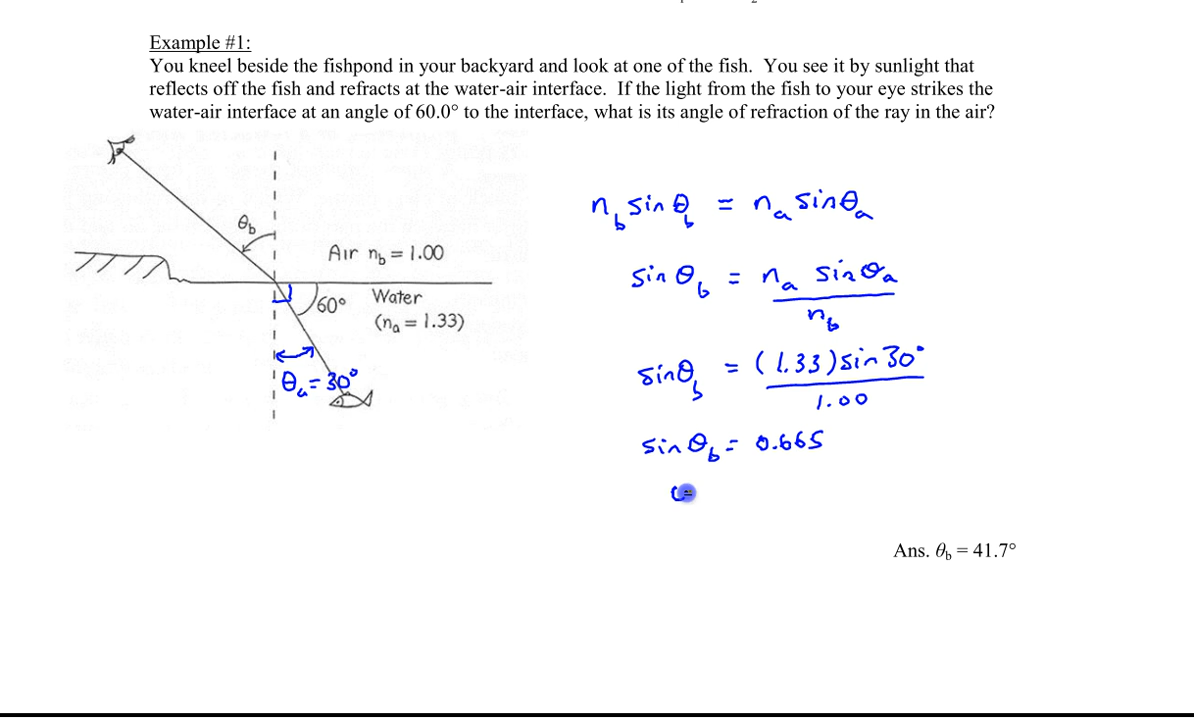 Example #1:
You kneel beside the fishpond in your backyard and look at one of the fish. You see it by sunlight that
reflects off the fish and refracts at the water-air interface. If the light from the fish to your eye strikes the
water-air interface at an angle of 60.0° to the interface, what is its angle of refraction of the ray in the air?
θb
Air nb = 1.00
60° Water
(na = 1.33)
θa = 30°
nb sin θb = na sin θa
sin θb = na sin θa
nb
sin θb = (1.33) sin 30°
1.00
sin θb = 0.665
Ans. θb = 41.7°